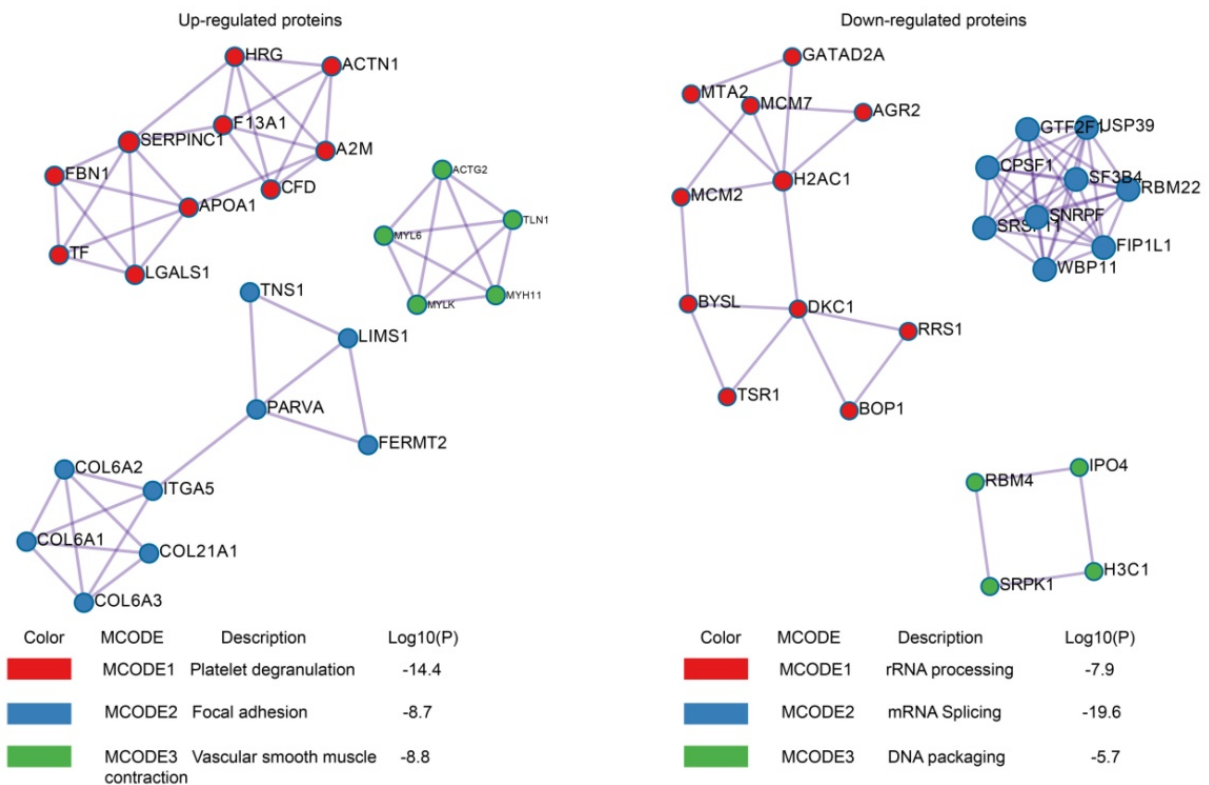 Up-regulated proteins
HRG
ACTN1
F13A1
SERPINC1
A2M
FBN1
CFD
APOA1
TF
LGALS1
ACTG2
TLN1
MYL6
MYH11
MYLK
TNS1
LIMS1
PARVA
FERMT2
COL6A2
ITGA5
COL6A1
COL21A1
COL6A3
Color MCODE Description Log10(P)
MCODE1 Platelet degranulation -14.4
MCODE2 Focal adhesion -8.7
MCODE3 Vascular smooth muscle -8.8
contraction
Down-regulated proteins
GATAD2A
MTA2
MCM7
AGR2
H2AC1
MCM2
BYSL
DKC1
RRS1
TSR1
BOP1
GTF2F1
USP39
CPSF1
SF3B4
RBM22
SNRPF
SRSF11
FIP1L1
WBP11
RBM4
IPO4
SRPK1
H3C1
Color MCODE Description Log10(P)
MCODE1 rRNA processing -7.9
MCODE2 mRNA Splicing -19.6
MCODE3 DNA packaging -5.7